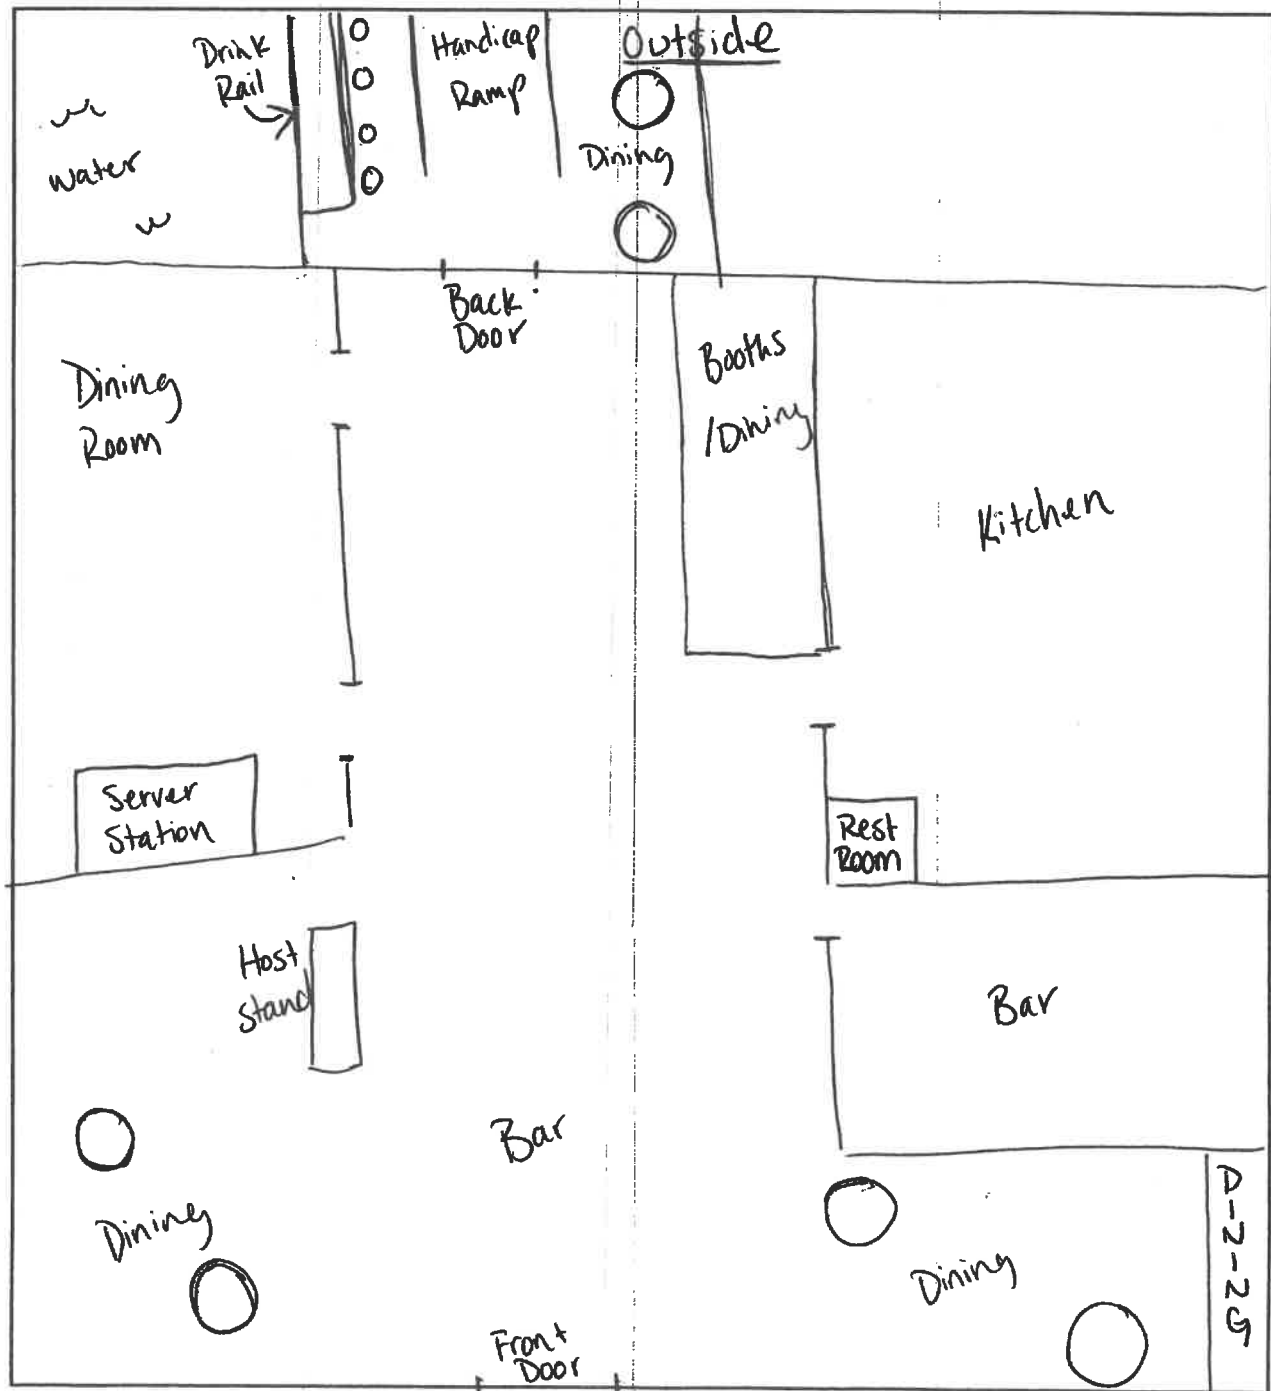 Outside
Drink
Rail
Handicap
Ramp
water
Dining
Back
Door
Dining
Room
Booths
/Dining
Kitchen
Server
Station
Rest
Room
Host
Stand
Bar
Bar
Dining
Dining
DINING
Front
Door